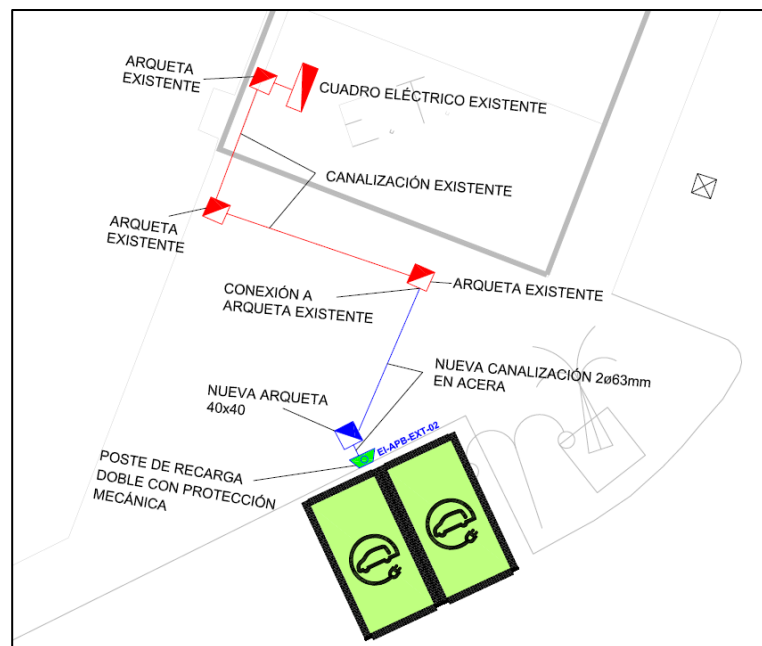 ARQUETA
EXISTENTE
CUADRO ELÉCTRICO EXISTENTE
CANALIZACIÓN EXISTENTE
ARQUETA
EXISTENTE
CONEXIÓN A
ARQUETA EXISTENTE
ARQUETA EXISTENTE
NUEVA CANALIZACIÓN 2ø63mm
EN ACERA
NUEVA ARQUETA
40x40
EI-APB-EXT-02
POSTE DE RECARGA
DOBLE CON PROTECCIÓN
MECÁNICA